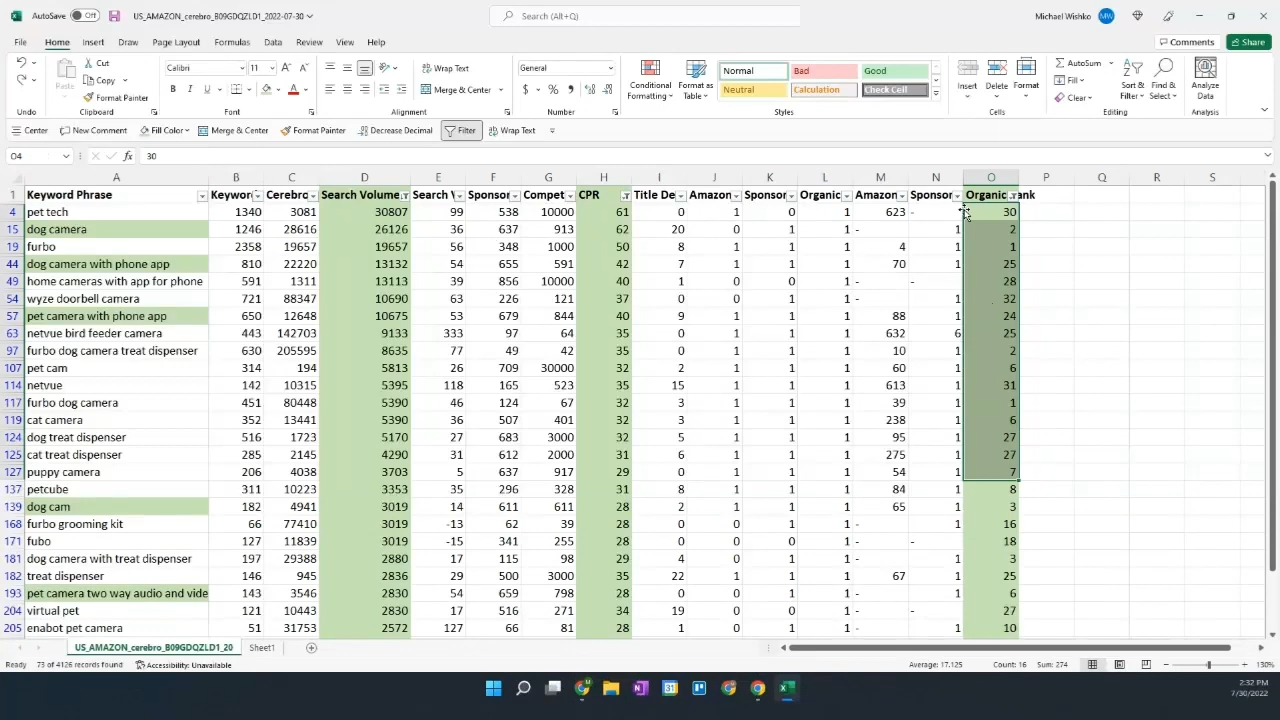 AutoSave Off US_AMAZON_cerebro_B09GDQZLD1_2022-07-30 Search (Alt+Q) Michael Wishko MW
File Home Insert Draw Page Layout Formulas Data Review View Help Comments Share
Undo
Paste Cut Copy Format Painter Clipboard
Calibri 11 B I U A Font
Wrap Text Merge & Center Alignment
General $ % Number
Conditional Formatting Format as Table Normal Bad Good Neutral Calculation Check Cell Styles
Insert Delete Format Cells
AutoSum Fill Clear Sort & Filter Find & Select Editing
Analyze Data Analysis
Center New Comment Fill Color Merge & Center Format Painter Decrease Decimal Filter Wrap Text
O4 fx 30
A B C D E F G H I J K L M N O P Q R S
1 Keyword Phrase Keyword Cerebro Search Volume Search V Sponsor Compet CPR Title De Amazon Sponsor Organic Amazon Sponsor Organic Rank
4 pet tech 1340 3081 30807 99 538 10000 61 0 1 0 1 623 - 30
15 dog camera 1246 28616 26126 36 637 913 62 20 0 1 1 - 1 2
19 furbo 2358 19657 19657 56 348 1000 50 8 1 1 1 4 1 1
44 dog camera with phone app 810 22220 13132 54 655 591 42 7 1 1 1 70 1 25
49 home cameras with app for phone 591 1311 13113 39 856 10000 40 1 0 0 1 - - 28
54 wyze doorbell camera 721 88347 10690 63 226 121 37 0 0 1 1 - 1 32
57 pet camera with phone app 650 12648 10675 53 679 844 40 9 1 1 1 88 1 24
63 netvue bird feeder camera 443 142703 9133 333 97 64 35 0 1 1 1 632 6 25
97 furbo dog camera treat dispenser 630 205595 8635 77 49 42 35 0 1 1 1 10 1 2
107 pet cam 314 194 5813 26 709 30000 32 2 1 1 1 60 1 6
114 netvue 142 10315 5395 118 165 523 35 15 1 1 1 613 1 31
117 furbo dog camera 451 80448 5390 46 124 67 32 3 1 1 1 39 1 1
119 cat camera 352 13441 5390 36 507 401 32 3 1 1 1 238 1 6
124 dog treat dispenser 516 1723 5170 27 683 3000 32 5 1 1 1 95 1 27
125 cat treat dispenser 285 2145 4290 31 612 2000 31 6 1 1 1 275 1 27
127 puppy camera 206 4038 3703 5 637 917 29 0 1 1 1 54 1 7
137 petcube 311 10223 3353 35 296 328 31 8 1 1 1 84 1 8
139 dog cam 182 4941 3019 14 611 611 28 2 1 1 1 65 1 3
168 furbo grooming kit 66 77410 3019 -13 62 39 28 0 0 1 1 - 1 16
171 fubo 127 11839 3019 -15 341 255 28 0 0 1 1 - - 18
181 dog camera with treat dispenser 197 29388 2880 17 115 98 29 4 0 1 1 - 1 3
182 treat dispenser 146 945 2836 29 500 3000 35 22 1 1 1 67 1 25
193 pet camera two way audio and vide 143 3546 2830 54 659 798 28 0 0 1 1 - 1 6
204 virtual pet 121 10443 2830 17 516 271 34 19 0 0 1 - - 27
205 enabot pet camera 51 31753 2572 127 66 81 28 1 0 1 1 - 1 10
US_AMAZON_cerebro_B09GDQZLD1_20 Sheet1
Ready 73 of 4126 records found Accessibility: Unavailable Average: 17.125 Count: 16 Sum: 274 130%
2:32 PM
7/30/2022